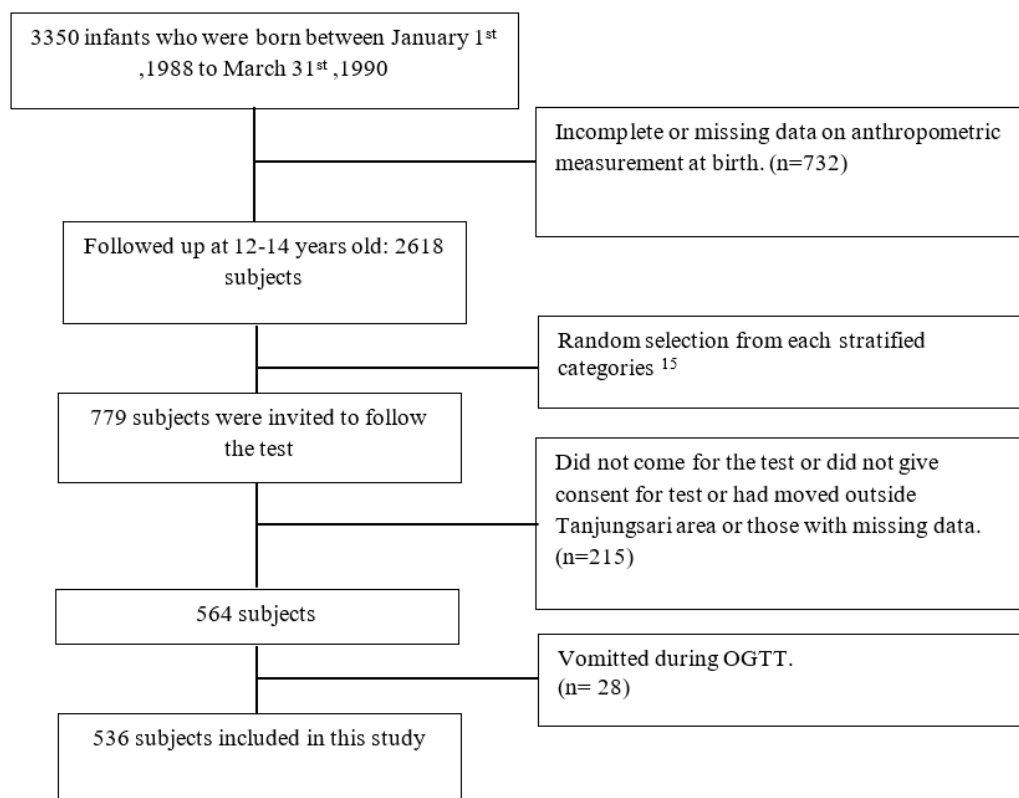 3350 infants who were born between January 1st
,1988 to March 31st ,1990
Incomplete or missing data on anthropometric
measurement at birth. (n=732)
Followed up at 12-14 years old: 2618
subjects
Random selection from each stratified
categories 15
779 subjects were invited to follow
the test
Did not come for the test or did not give
consent for test or had moved outside
Tanjungsari area or those with missing data.
(n=215)
564 subjects
Vomitted during OGTT.
(n= 28)
536 subjects included in this study